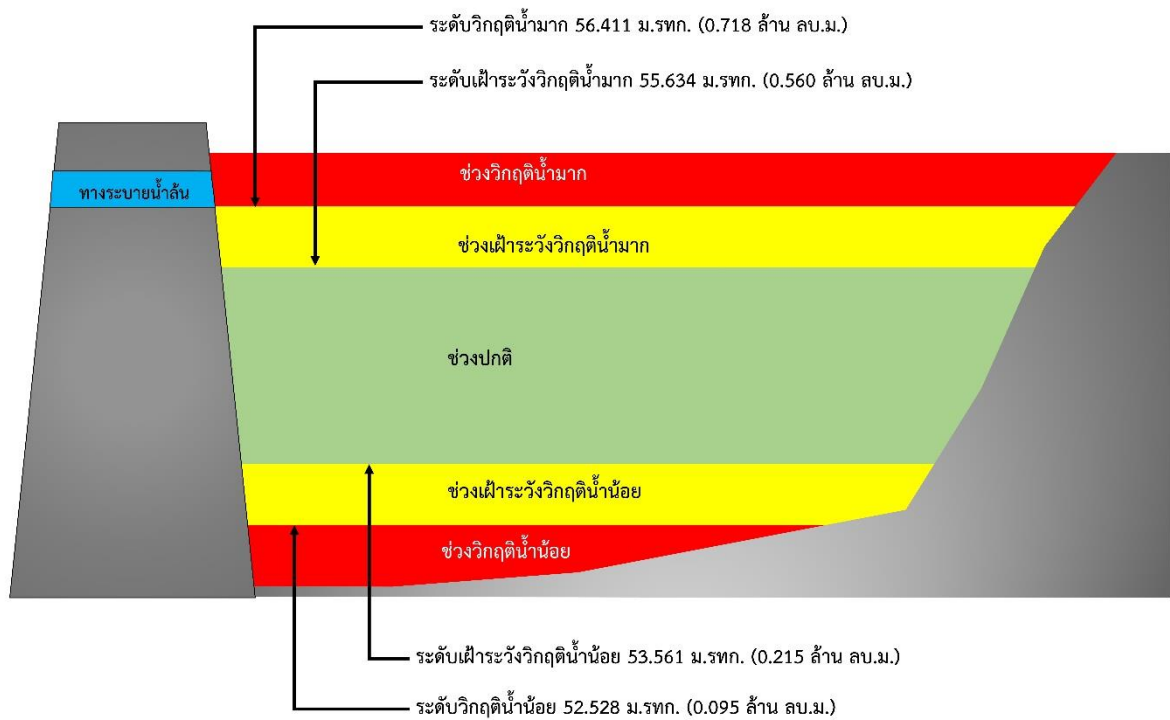 ระดับวิกฤติน้ำมาก 56.411 ม.รทก. (0.718 ล้าน ลบ.ม.)
ระดับเฝ้าระวังวิกฤติน้ำมาก 55.634 ม.รทก. (0.560 ล้าน ลบ.ม.)
ช่วงวิกฤติน้ำมาก
ทางระบายน้ำล้น
ช่วงเฝ้าระวังวิกฤติน้ำมาก
ช่วงปกติ
ช่วงเฝ้าระวังวิกฤติน้ำน้อย
ช่วงวิกฤติน้ำน้อย
ระดับเฝ้าระวังวิกฤติน้ำน้อย 53.561 ม.รทก. (0.215 ล้าน ลบ.ม.)
ระดับวิกฤติน้ำน้อย 52.528 ม.รทก. (0.095 ล้าน ลบ.ม.)